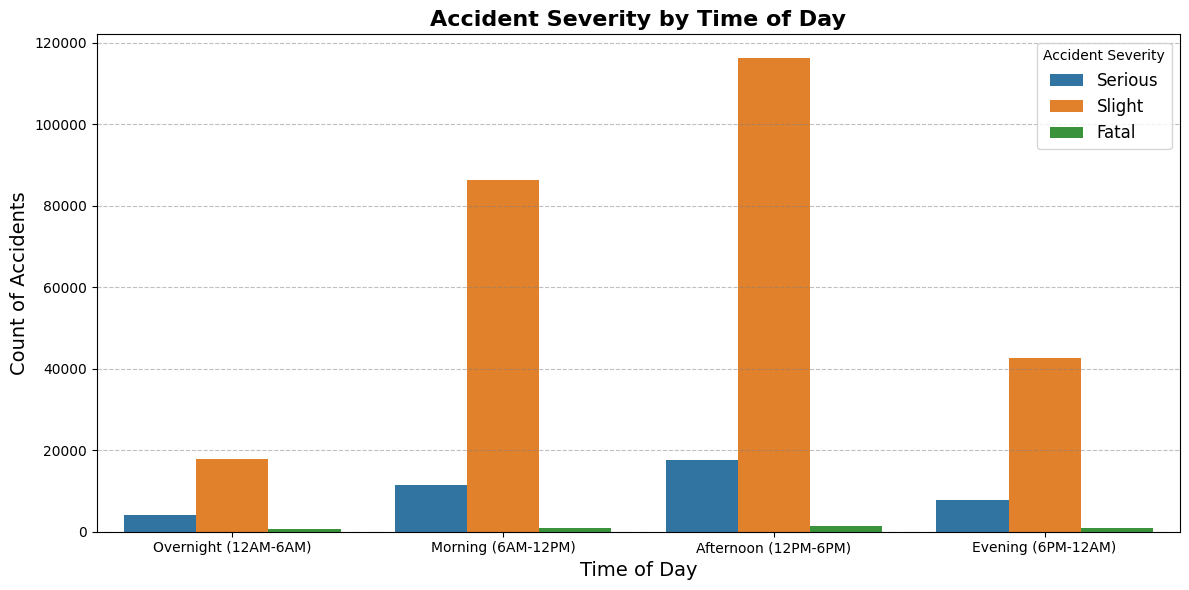 Accident Severity by Time of Day
Count of Accidents
120000
100000
80000
60000
40000
20000
0
Accident Severity
Serious
Slight
Fatal
Overnight (12AM-6AM)
Morning (6AM-12PM)
Afternoon (12PM-6PM)
Evening (6PM-12AM)
Time of Day